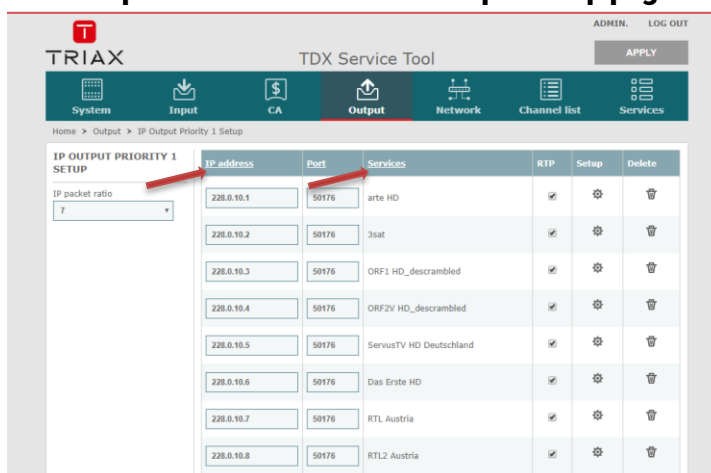 ADMIN. LOG OUT
T
TRIAX
TDX Service Tool
APPLY
System
Input
$
CA
Output
Network
Channel list
Services
Home > Output > IP Output Priority 1 Setup
IP OUTPUT PRIORITY 1
SETUP
IP packet ratio
7
IP address Port Services RTP Setup Delete
228.0.10.1 50176 arte HD
228.0.10.2 50176 3sat
228.0.10.3 50176 ORF1 HD_descrambled
228.0.10.4 50176 ORF2V HD_descrambled
228.0.10.5 50176 ServusTV HD Deutschland
228.0.10.6 50176 Das Erste HD
228.0.10.7 50176 RTL Austria
228.0.10.8 50176 RTL2 Austria